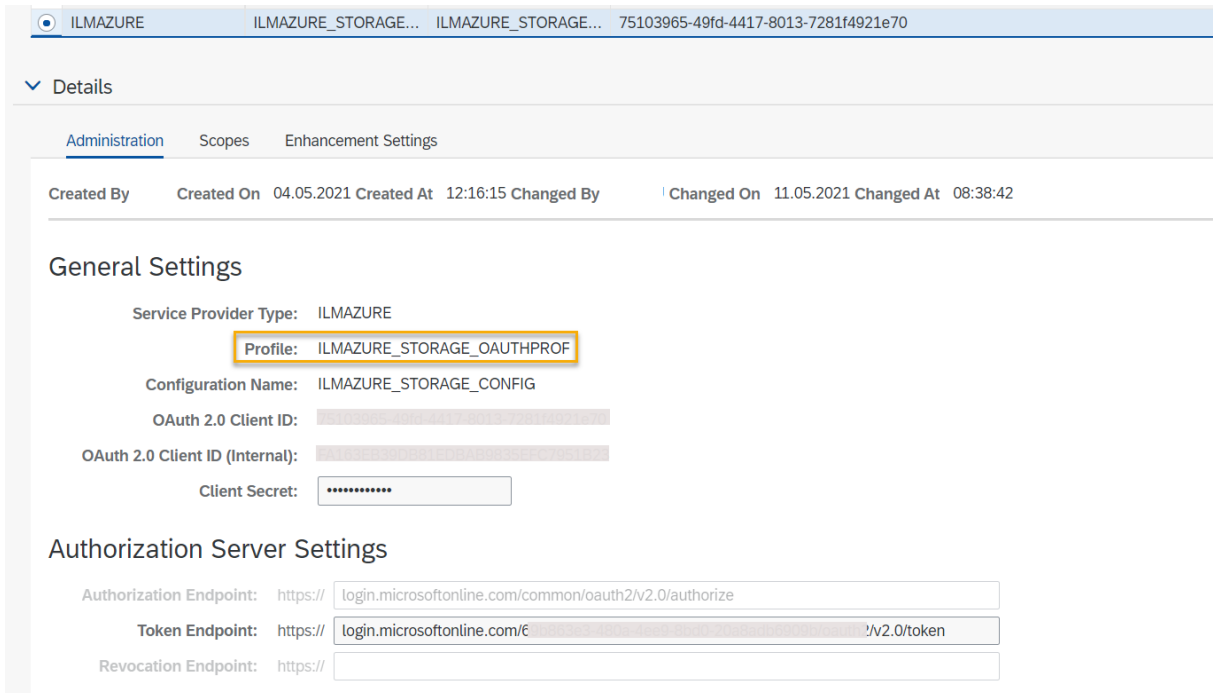 ILMAZURE ILMAZURE_STORAGE... ILMAZURE_STORAGE... 75103965-49fd-4417-8013-7281f4921e70
Details
Administration Scopes Enhancement Settings
Created By Created On 04.05.2021 Created At 12:16:15 Changed By Changed On 11.05.2021 Changed At 08:38:42
General Settings
Service Provider Type: ILMAZURE
Profile: ILMAZURE_STORAGE_OAUTHPROF
Configuration Name: ILMAZURE_STORAGE_CONFIG
OAuth 2.0 Client ID:
OAuth 2.0 Client ID (Internal):
Client Secret: ••••••••••••
Authorization Server Settings
Authorization Endpoint: https:// login.microsoftonline.com/common/oauth2/v2.0/authorize
Token Endpoint: https:// login.microsoftonline.com/6 /v2.0/token
Revocation Endpoint: https://